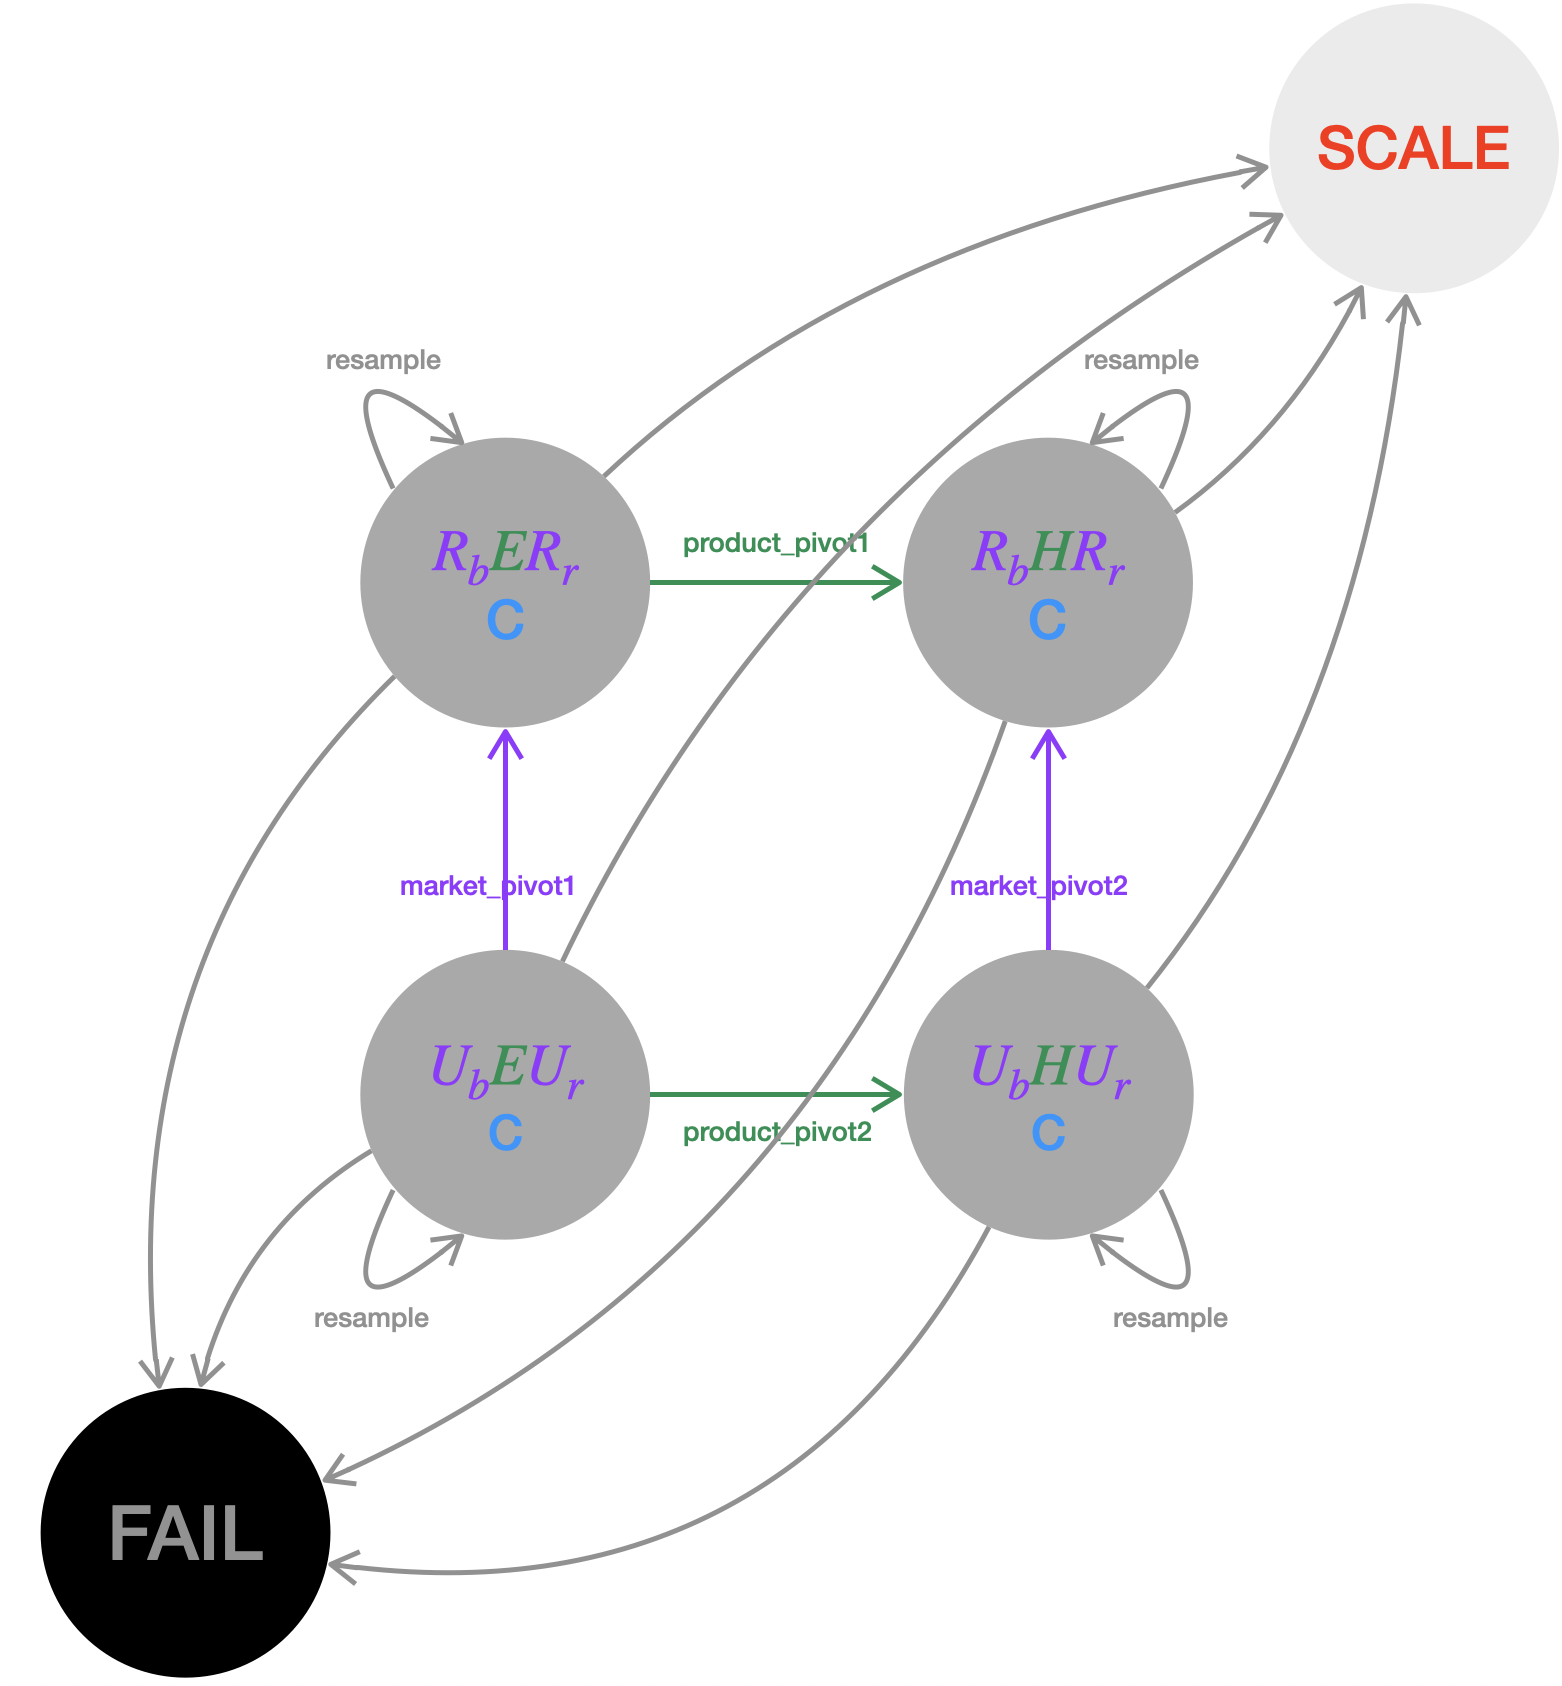 SCALE
resample
resample
product_pivot1
R_bER_r
C
R_bHR_r
C
market_pivot1
market_pivot2
U_bEU_r
C
U_bHU_r
C
product_pivot2
resample
resample
FAIL